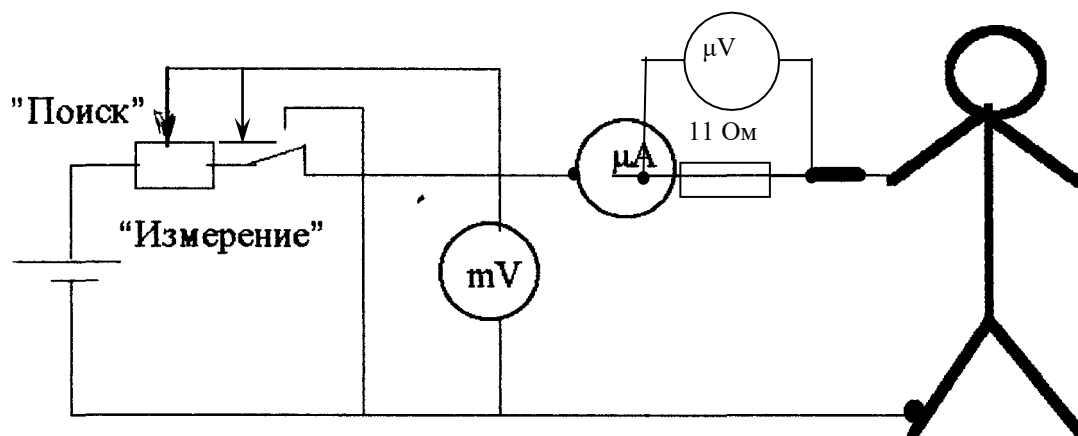 μV
"Поиск"
11 Ом
μA
“Измерение”
mV